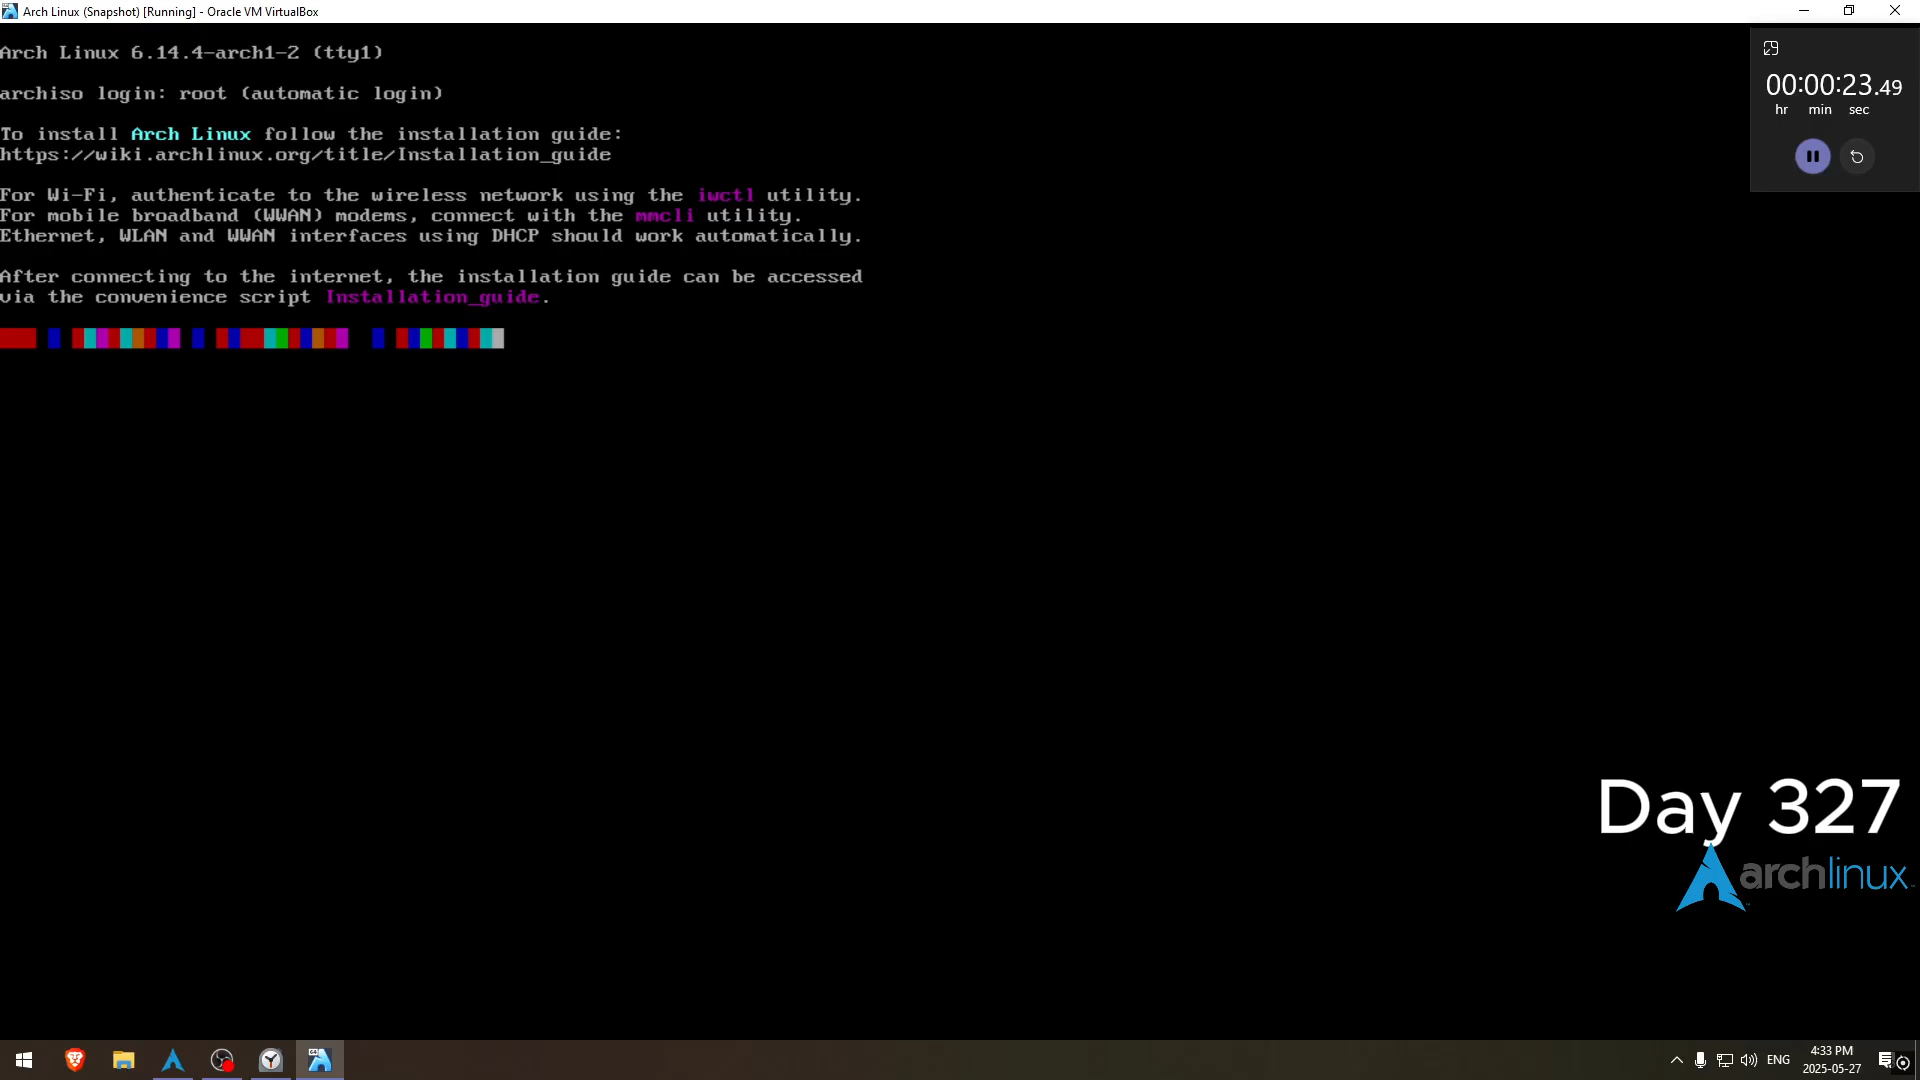 Arch Linux (Snapshot) [Running] - Oracle VM VirtualBox
Arch Linux 6.14.4-arch1-2 (tty1)
archiso login: root (automatic login)
To install Arch Linux follow the installation guide:
https://wiki.archlinux.org/title/Installation_guide
For Wi-Fi, authenticate to the wireless network using the iwctl utility.
For mobile broadband (WWAN) modems, connect with the mmcli utility.
Ethernet, WLAN and WWAN interfaces using DHCP should work automatically.
After connecting to the internet, the installation guide can be accessed
via the convenience script Installation_guide.
00:00:23.49
hr min sec
Day 327
archlinux
ENG
4:33 PM
2025-05-27